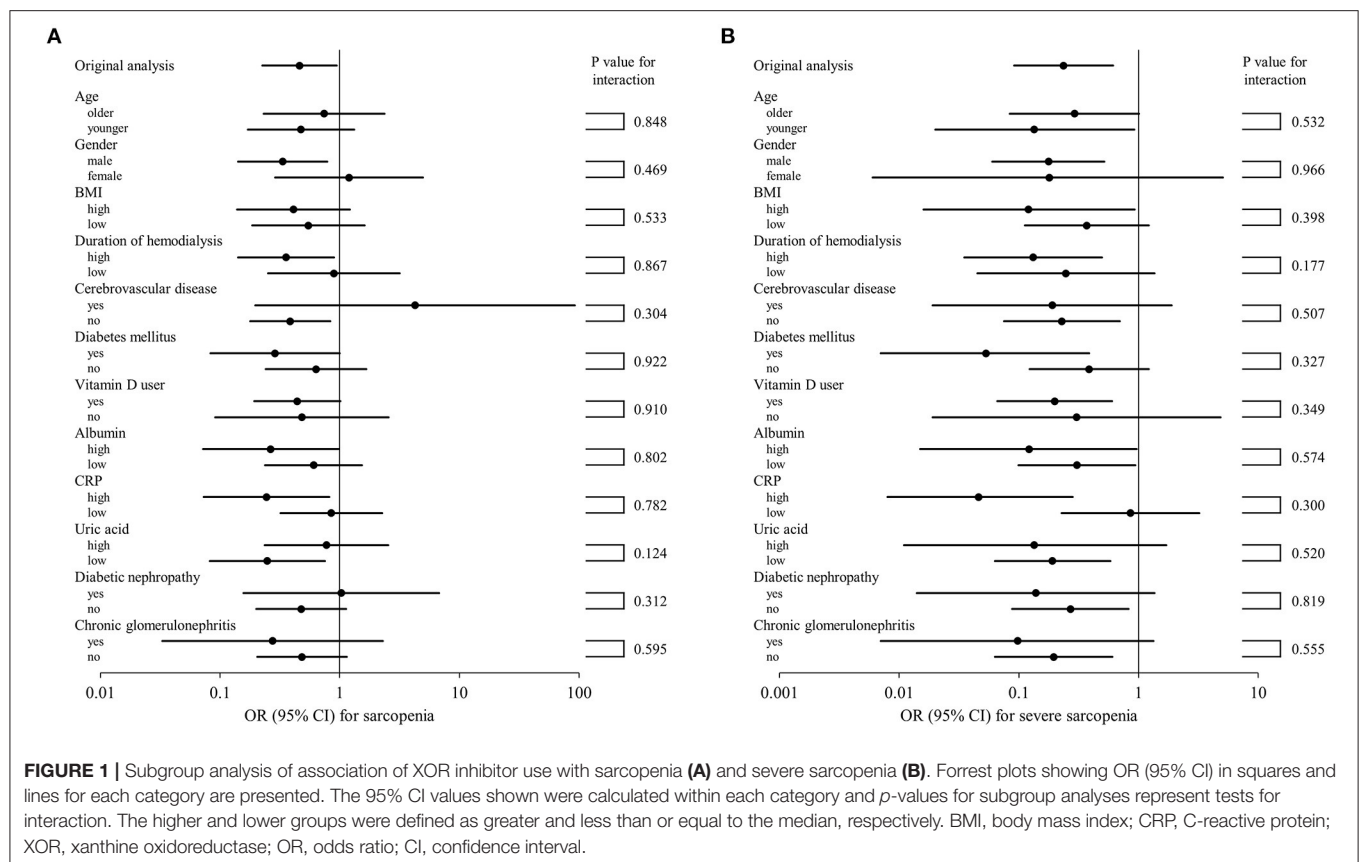 A
Original analysis
P value for
interaction
Age
older
younger
0.848
Gender
male
female
0.469
BMI
high
low
0.533
Duration of hemodialysis
high
low
0.867
Cerebrovascular disease
yes
no
0.304
Diabetes mellitus
yes
no
0.922
Vitamin D user
yes
no
0.910
Albumin
high
low
0.802
CRP
high
low
0.782
Uric acid
high
low
0.124
Diabetic nephropathy
yes
no
0.312
Chronic glomerulonephritis
yes
no
0.595
0.01 0.1 1 10 100
OR (95% CI) for sarcopenia
B
Original analysis
P value for
interaction
Age
older
younger
0.532
Gender
male
female
0.966
BMI
high
low
0.398
Duration of hemodialysis
high
low
0.177
Cerebrovascular disease
yes
no
0.507
Diabetes mellitus
yes
no
0.327
Vitamin D user
yes
no
0.349
Albumin
high
low
0.574
CRP
high
low
0.300
Uric acid
high
low
0.520
Diabetic nephropathy
yes
no
0.819
Chronic glomerulonephritis
yes
no
0.555
0.001 0.01 0.1 1 10
OR (95% CI) for severe sarcopenia
FIGURE 1 | Subgroup analysis of association of XOR inhibitor use with sarcopenia (A) and severe sarcopenia (B). Forrest plots showing OR (95% CI) in squares and
lines for each category are presented. The 95% CI values shown were calculated within each category and p-values for subgroup analyses represent tests for
interaction. The higher and lower groups were defined as greater and less than or equal to the median, respectively. BMI, body mass index; CRP, C-reactive protein;
XOR, xanthine oxidoreductase; OR, odds ratio; CI, confidence interval.